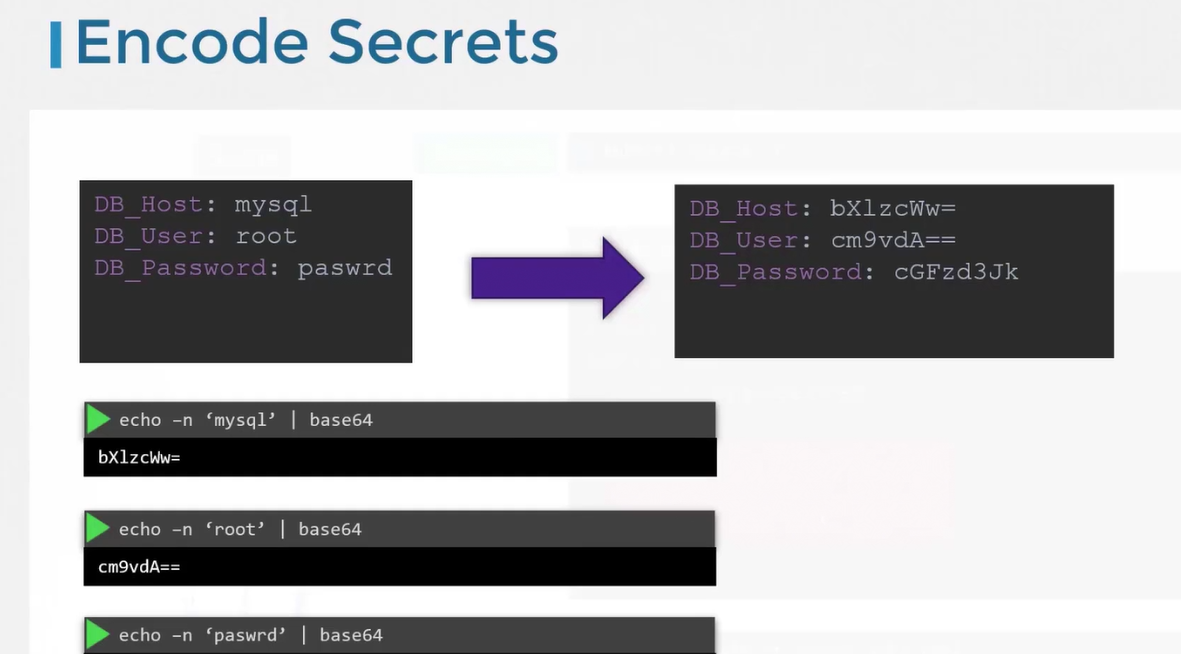 Encode Secrets
DB_Host: mysql
DB_User: root
DB_Password: paswrd
DB_Host: bXlzcWw=
DB_User: cm9vdA==
DB_Password: cGFzd3Jk
echo –n ‘mysql’ | base64
bXlzcWw=
echo –n ‘root’ | base64
cm9vdA==
echo –n ‘paswrd’ | base64